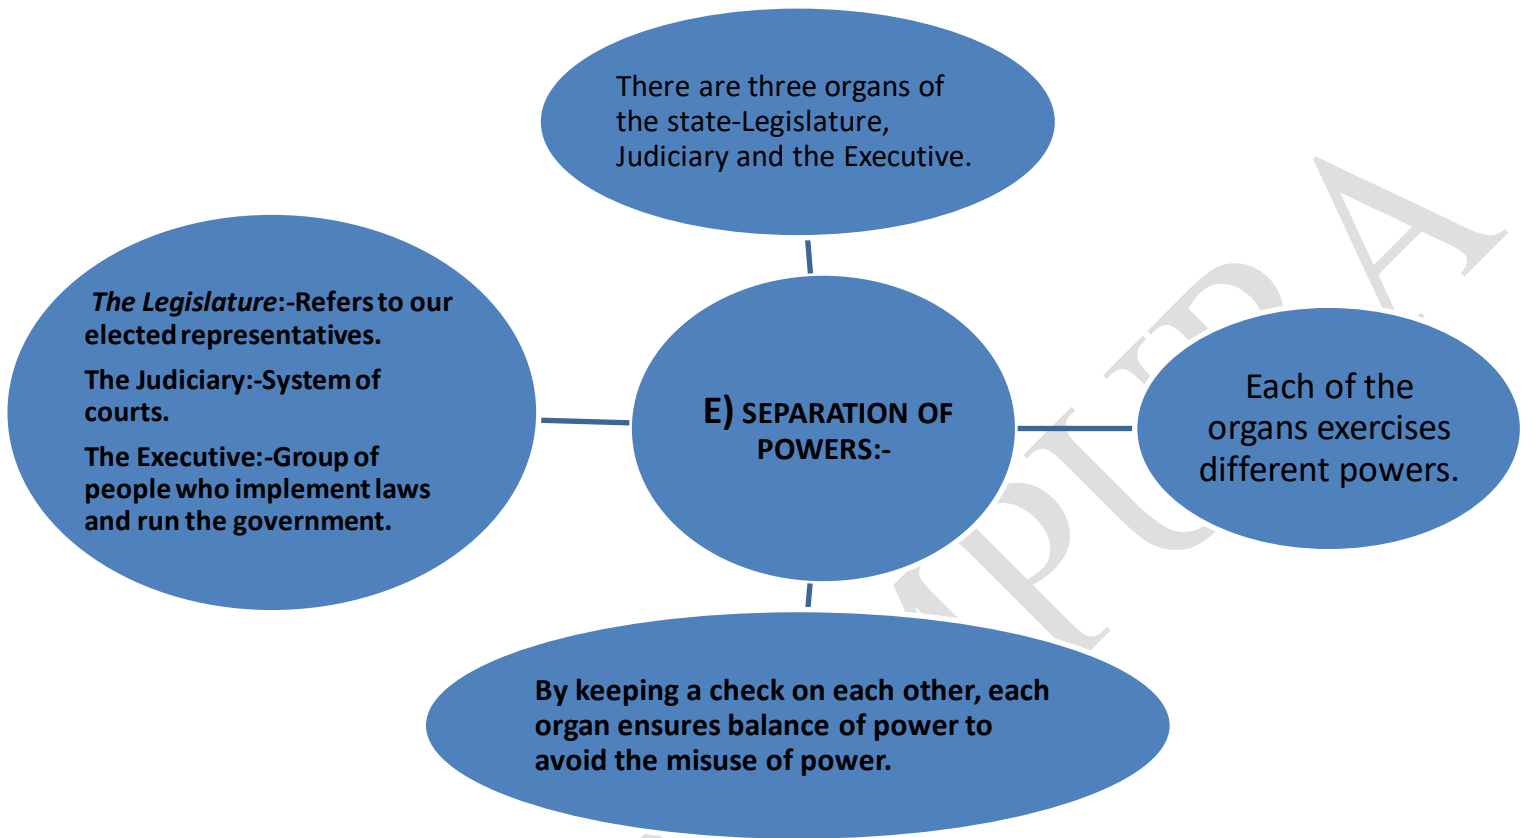 There are three organs of
the state-Legislature,
Judiciary and the Executive.
The Legislature:-Refers to our
elected representatives.
The Judiciary:-System of
courts.
The Executive:-Group of
people who implement laws
and run the government.
E) SEPARATION OF
POWERS:-
Each of the
organs exercises
different powers.
By keeping a check on each other, each
organ ensures balance of power to
avoid the misuse of power.